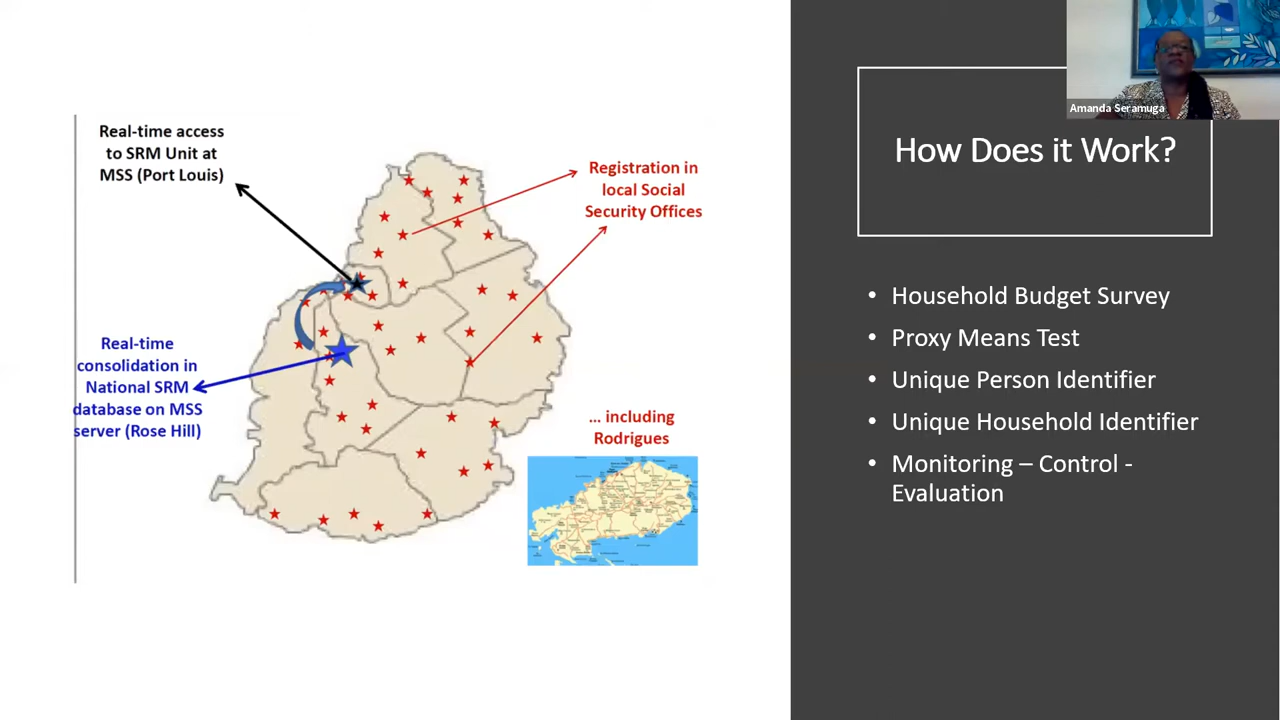 Real-time access
to SRM Unit at
MSS (Port Louis)
Registration in
local Social
Security Offices
Real-time
consolidation in
National SRM
database on MSS
server (Rose Hill)
... including
Rodrigues
Amanda Seramuga
How Does it Work?
• Household Budget Survey
• Proxy Means Test
• Unique Person Identifier
• Unique Household Identifier
• Monitoring – Control -
Evaluation